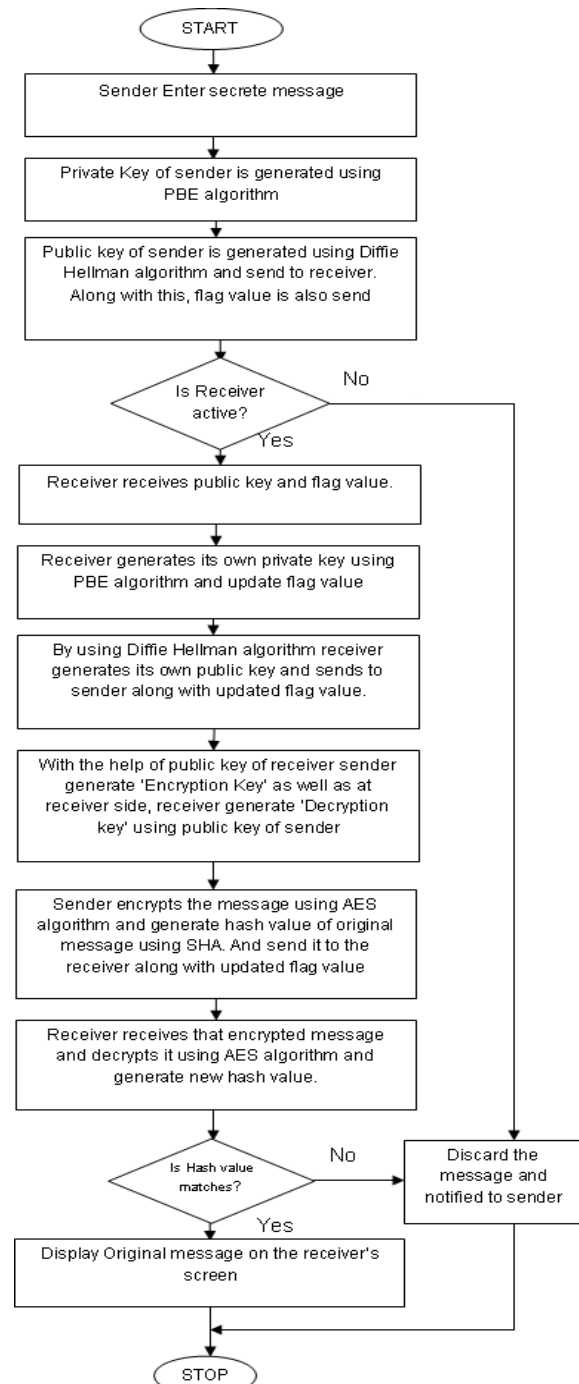 START
Sender Enter secrete message
Private Key of sender is generated using
PBE algorithm
Public key of sender is generated using Diffie
Hellman algorithm and send to receiver.
Along with this, flag value is also send
Is Receiver
active?
No
Yes
Receiver receives public key and flag value.
Receiver generates its own private key using
PBE algorithm and update flag value
By using Diffie Hellman algorithm receiver
generates its own public key and sends to
sender along with updated flag value.
With the help of public key of receiver sender
generate 'Encryption Key' as well as at
receiver side, receiver generate 'Decryption
key' using public key of sender
Sender encrypts the message using AES
algorithm and generate hash value of original
message using SHA. And send it to the
receiver along with updated flag value
Receiver receives that encrypted message
and decrypts it using AES algorithm and
generate new hash value.
Is Hash value
matches?
No
Yes
Discard the
message and
notified to sender
Display Original message on the receiver's
screen
STOP